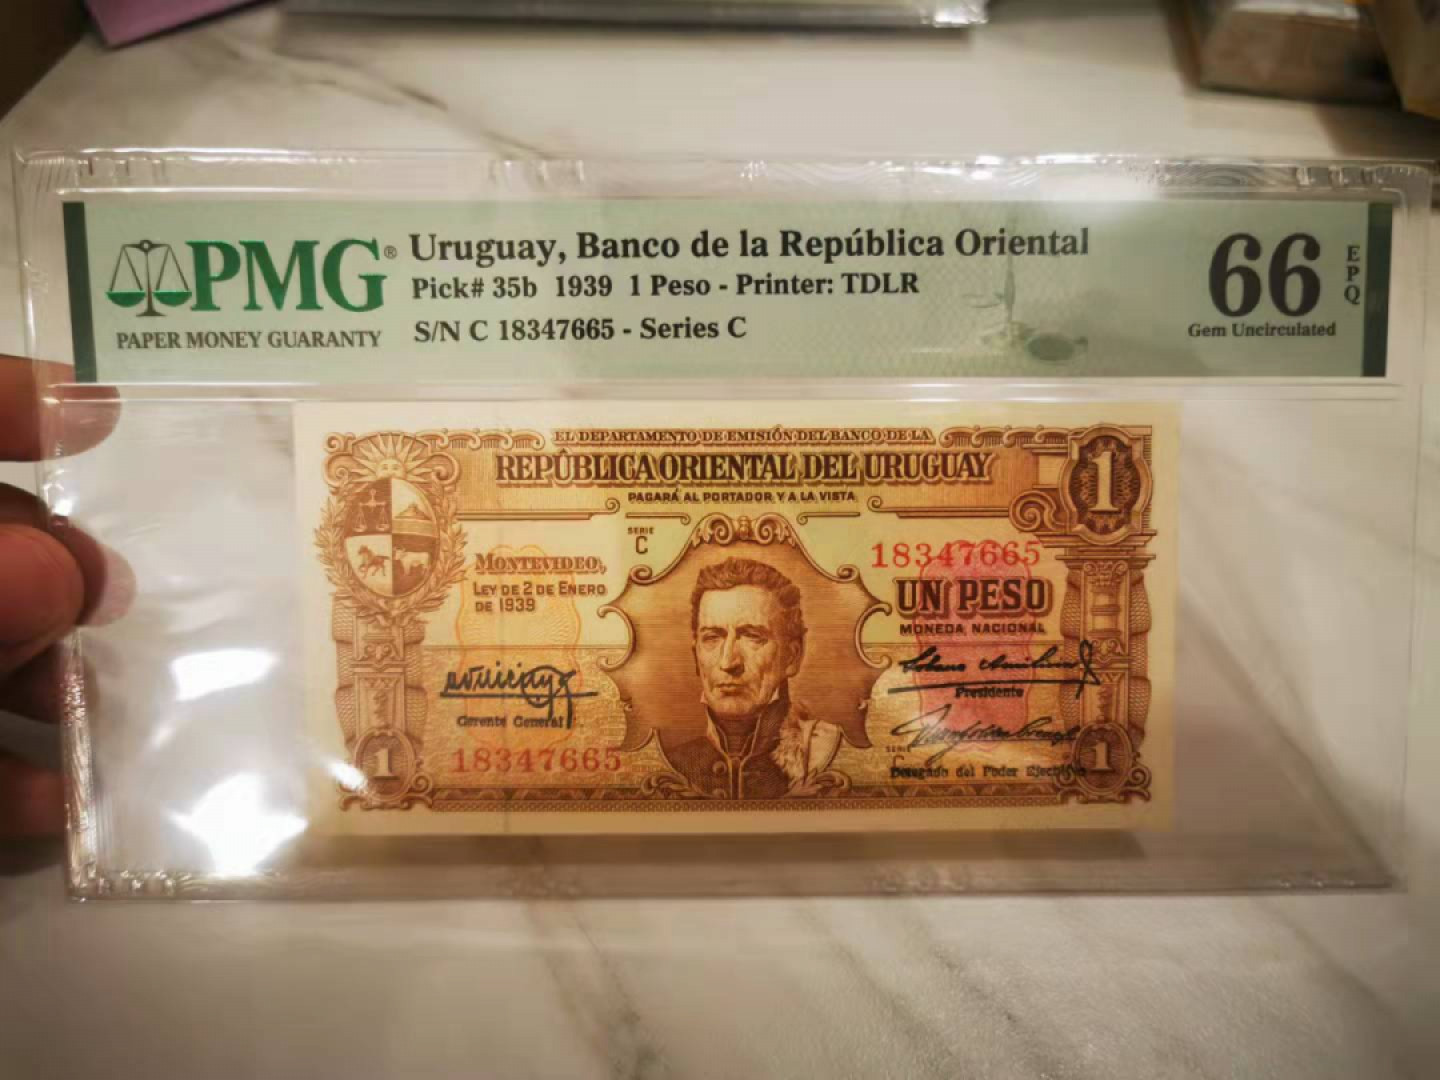 PMG®
PAPER MONEY GUARANTY
Uruguay, Banco de la República Oriental
Pick# 35b 1939 1 Peso - Printer: TDLR
S/N C 18347665 - Series C
66
EPQ
Gem Uncirculated
EL DEPARTAMENTO DE EMISIÓN DEL BANCO DE LA
REPÚBLICA ORIENTAL DEL URUGUAY
PAGARÁ AL PORTADOR Y A LA VISTA
1
SERIE
C
MONTEVIDEO,
LEY DE 2 DE ENERO
DE 1939
18347665
UN PESO
MONEDA NACIONAL
Presidente
Gerente General
SERIE
C
Delegado del Poder Ejecutivo
18347665
1
1